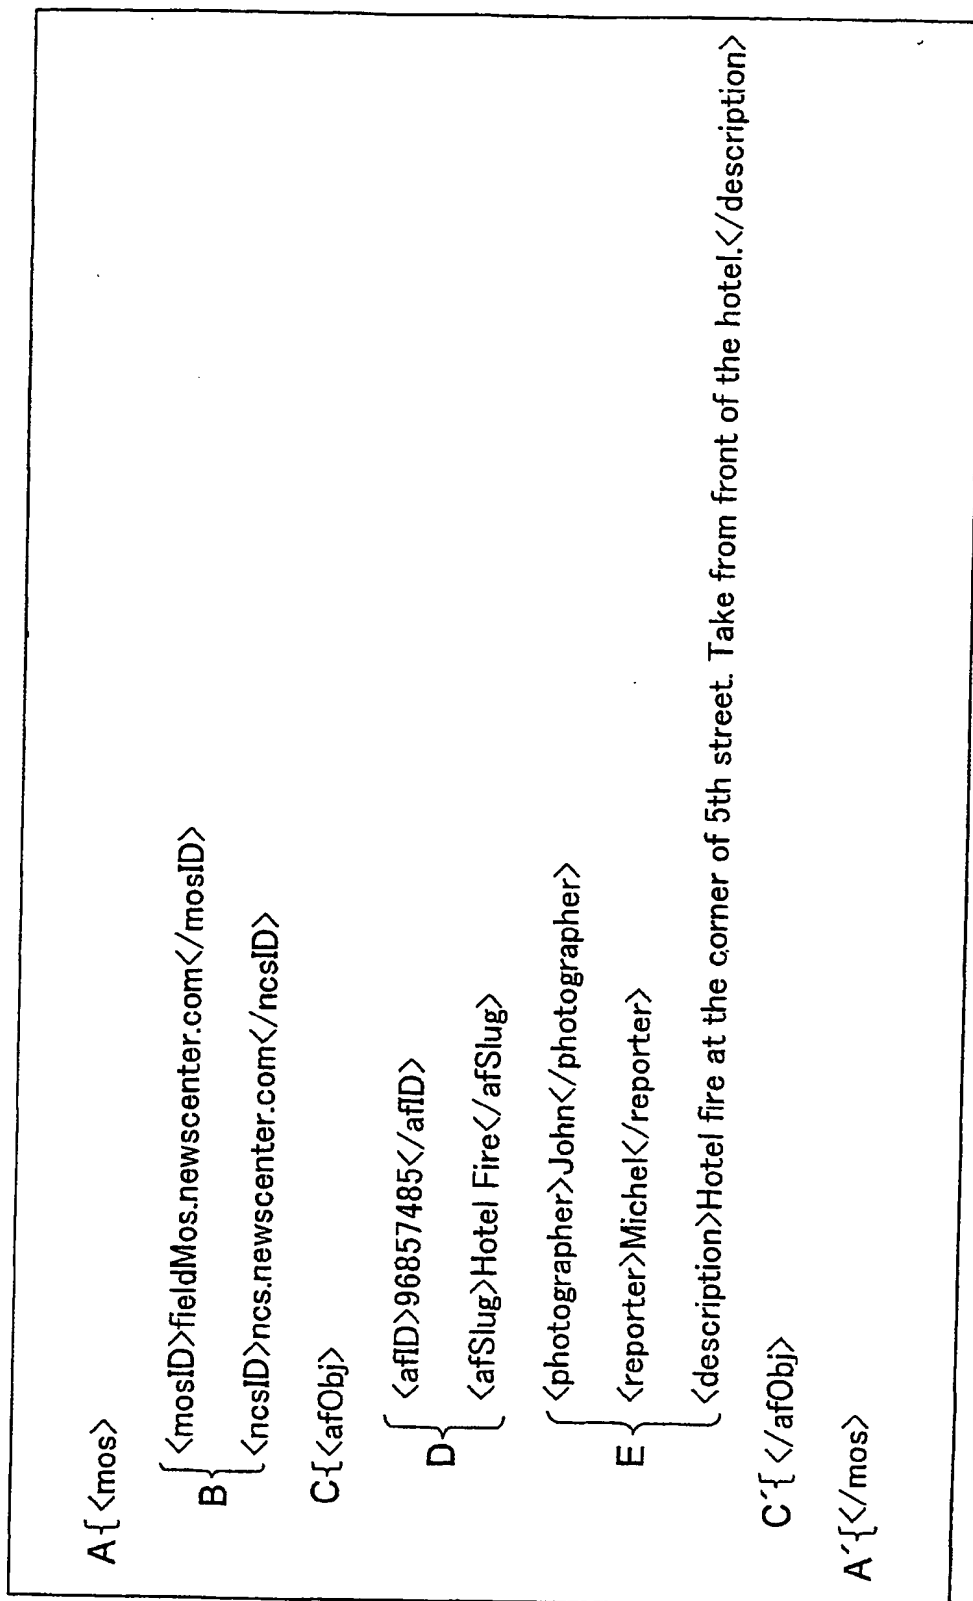 A{<mos>
B{<mosID>fieldMos.newscenter.com</mosID>
<ncsID>ncs.newscenter.com</ncsID>
C{<afObj>
D{<afID>96857485</afID>
<afSlug>Hotel Fire</afSlug>
E{<photographer>John</photographer>
<reporter>Michel</reporter>
<description>Hotel fire at the corner of 5th street. Take from front of the hotel.</description>
C´{</afObj>
A´{</mos>